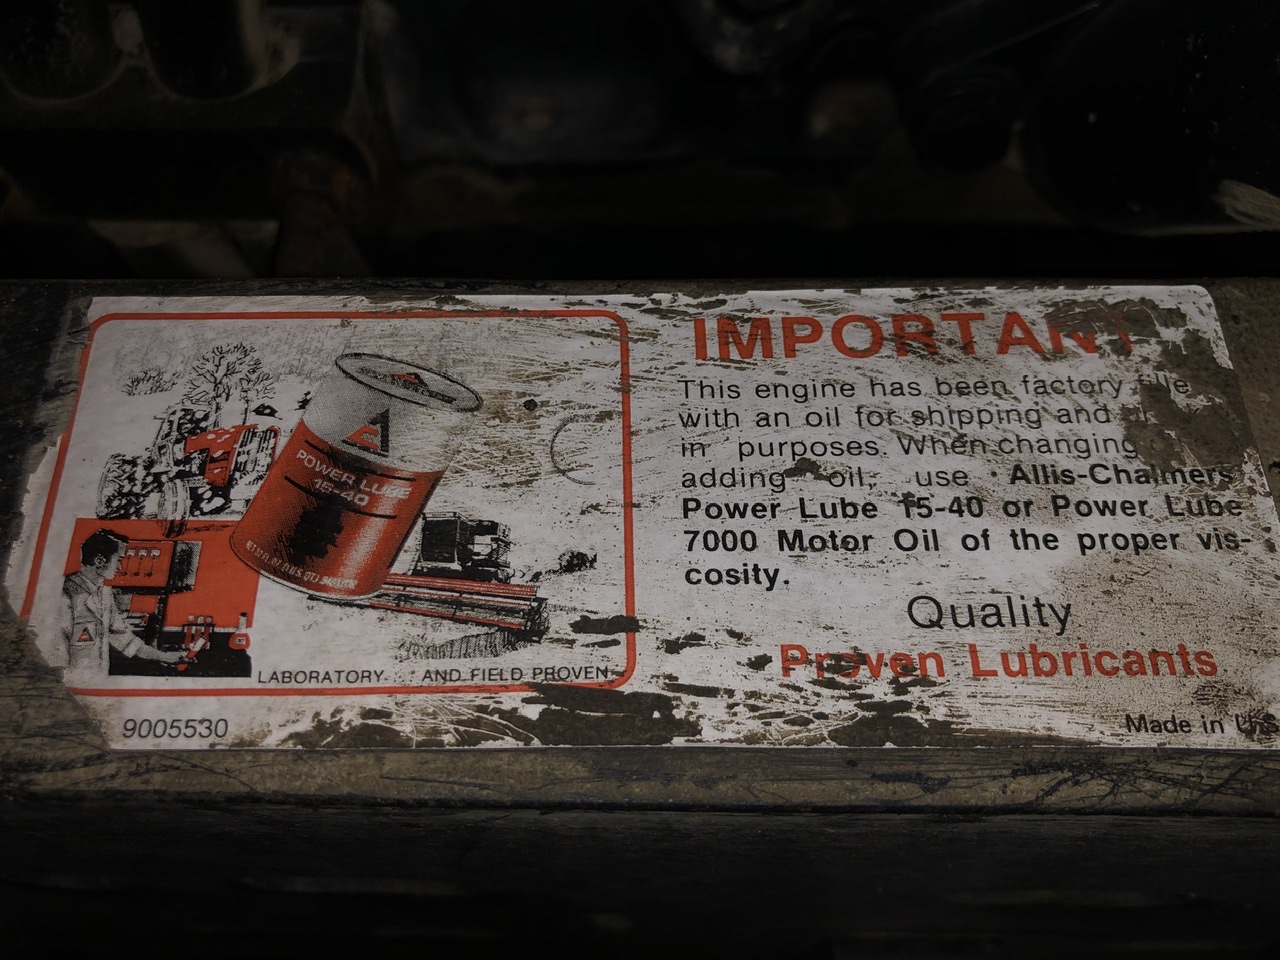 IMPORTANT
This engine has been factory
with an oil for shipping and
in purposes. When changing
adding oil, use Allis-Chalmers
Power Lube 15-40 or Power Lube
7000 Motor Oil of the proper vis-
cosity.
Quality
Proven Lubricants
Made in U.S.
A
POWER LUBE
15-40
LABORATORY . . . AND FIELD PROVEN
9005530